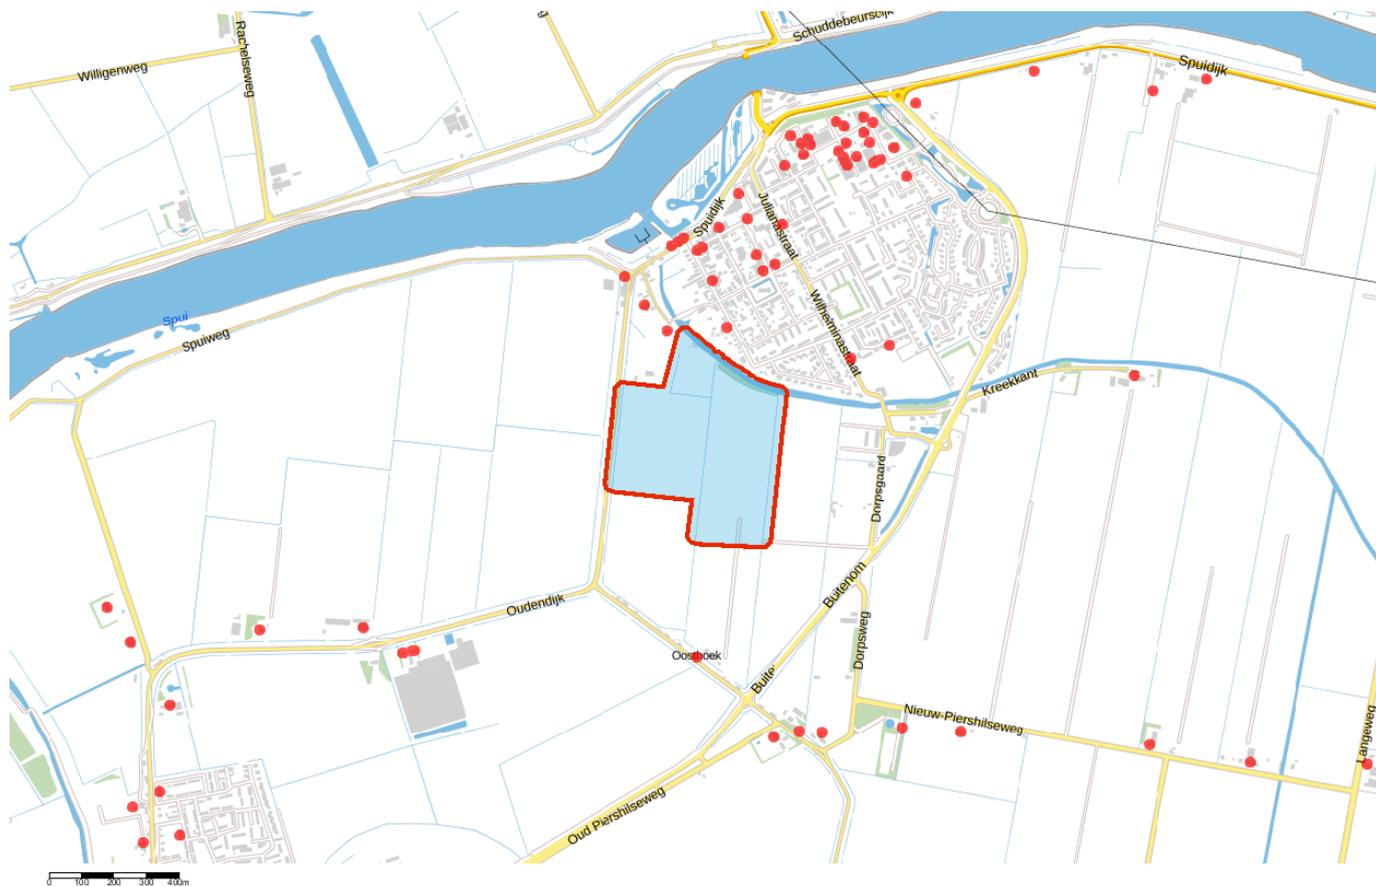 Schuddebeursdijk
Rachelseweg
Willigenweg
Spuidijk
Spuidijk
Julianastraat
Wilhelminastraat
Spui
Spuiweg
Kreekkant
Dorpsgaard
Buitenom
Oudendijk
Dorpsweg
Oosthoek
Buite
Nieuw-Piershilseweg
Langeweg
Oud Piershilseweg
0 100 200 300 400m